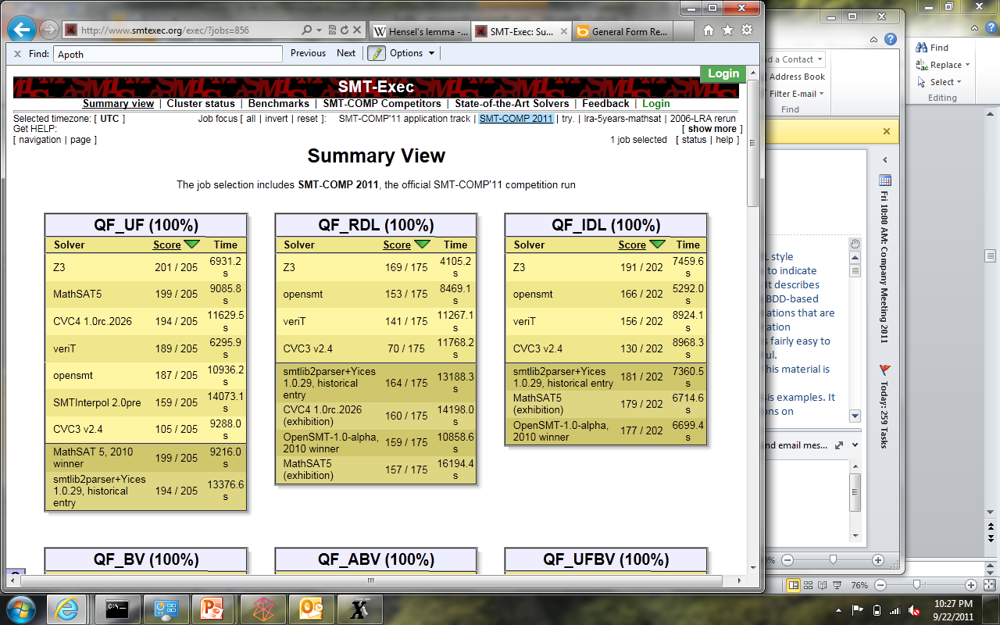 http://www.smtexec.org/exec/?jobs=856
Hensel's lemma -...
SMT-Exec: Su...
General Form Re...
Find:
Apoth
Previous
Next
Options
Login
SMT-Exec
Summary view | Cluster status | Benchmarks | SMT-COMP Competitors | State-of-the-Art Solvers | Feedback | Login
Selected timezone: [ UTC ]
Job focus [ all | invert | reset ]: SMT-COMP'11 application track | SMT-COMP 2011 | try. | lra-5years-mathsat | 2006-LRA rerun
Get HELP:
[ show more ]
[ navigation | page ]
1 job selected [ status | help ]
Summary View
The job selection includes SMT-COMP 2011, the official SMT-COMP'11 competition run
QF_UF (100%)
Solver Score Time
Z3 201 / 205 6931.2
s
MathSAT5 199 / 205 9085.8
s
CVC4 1.0rc.2026 194 / 205 11629.5
s
veriT 189 / 205 6295.9
s
opensmt 187 / 205 10936.2
s
SMTInterpol 2.0pre 159 / 205 14073.1
s
CVC3 v2.4 105 / 205 9288.0
s
MathSAT 5, 2010
winner 199 / 205 9216.0
s
smtlib2parser+Yices
1.0.29, historical
entry 194 / 205 13376.6
s
QF_RDL (100%)
Solver Score Time
Z3 169 / 175 4105.2
s
opensmt 153 / 175 8469.1
s
veriT 141 / 175 11267.1
s
CVC3 v2.4 70 / 175 11768.2
s
smtlib2parser+Yices
1.0.29, historical
entry 164 / 175 13188.3
s
CVC4 1.0rc.2026
(exhibition) 160 / 175 14198.0
s
OpenSMT-1.0-alpha,
2010 winner 159 / 175 10858.6
s
MathSAT5
(exhibition) 157 / 175 16194.4
s
QF_IDL (100%)
Solver Score Time
Z3 191 / 202 7459.6
s
opensmt 166 / 202 5292.0
s
veriT 156 / 202 8924.1
s
CVC3 v2.4 130 / 202 8968.3
s
smtlib2parser+Yices
1.0.29, historical entry 181 / 202 7360.5
s
MathSAT5
(exhibition) 179 / 202 6714.6
s
OpenSMT-1.0-alpha,
2010 winner 177 / 202 6699.4
s
QF_BV (100%)
QF_ABV (100%)
QF_UFBV (100%)
d a Contact
Address Book
Filter E-mail
Find
Find
Replace
Select
Editing
L style
to indicate
It describes
BDD-based
ations that are
tation
s fairly easy to
ul.
his material is
sis examples. It
ons on
nd email mes...
Fri 10:00 AM: Company Meeting 2011
Today: 259 Tasks
0%
76%
10:27 PM
9/22/2011